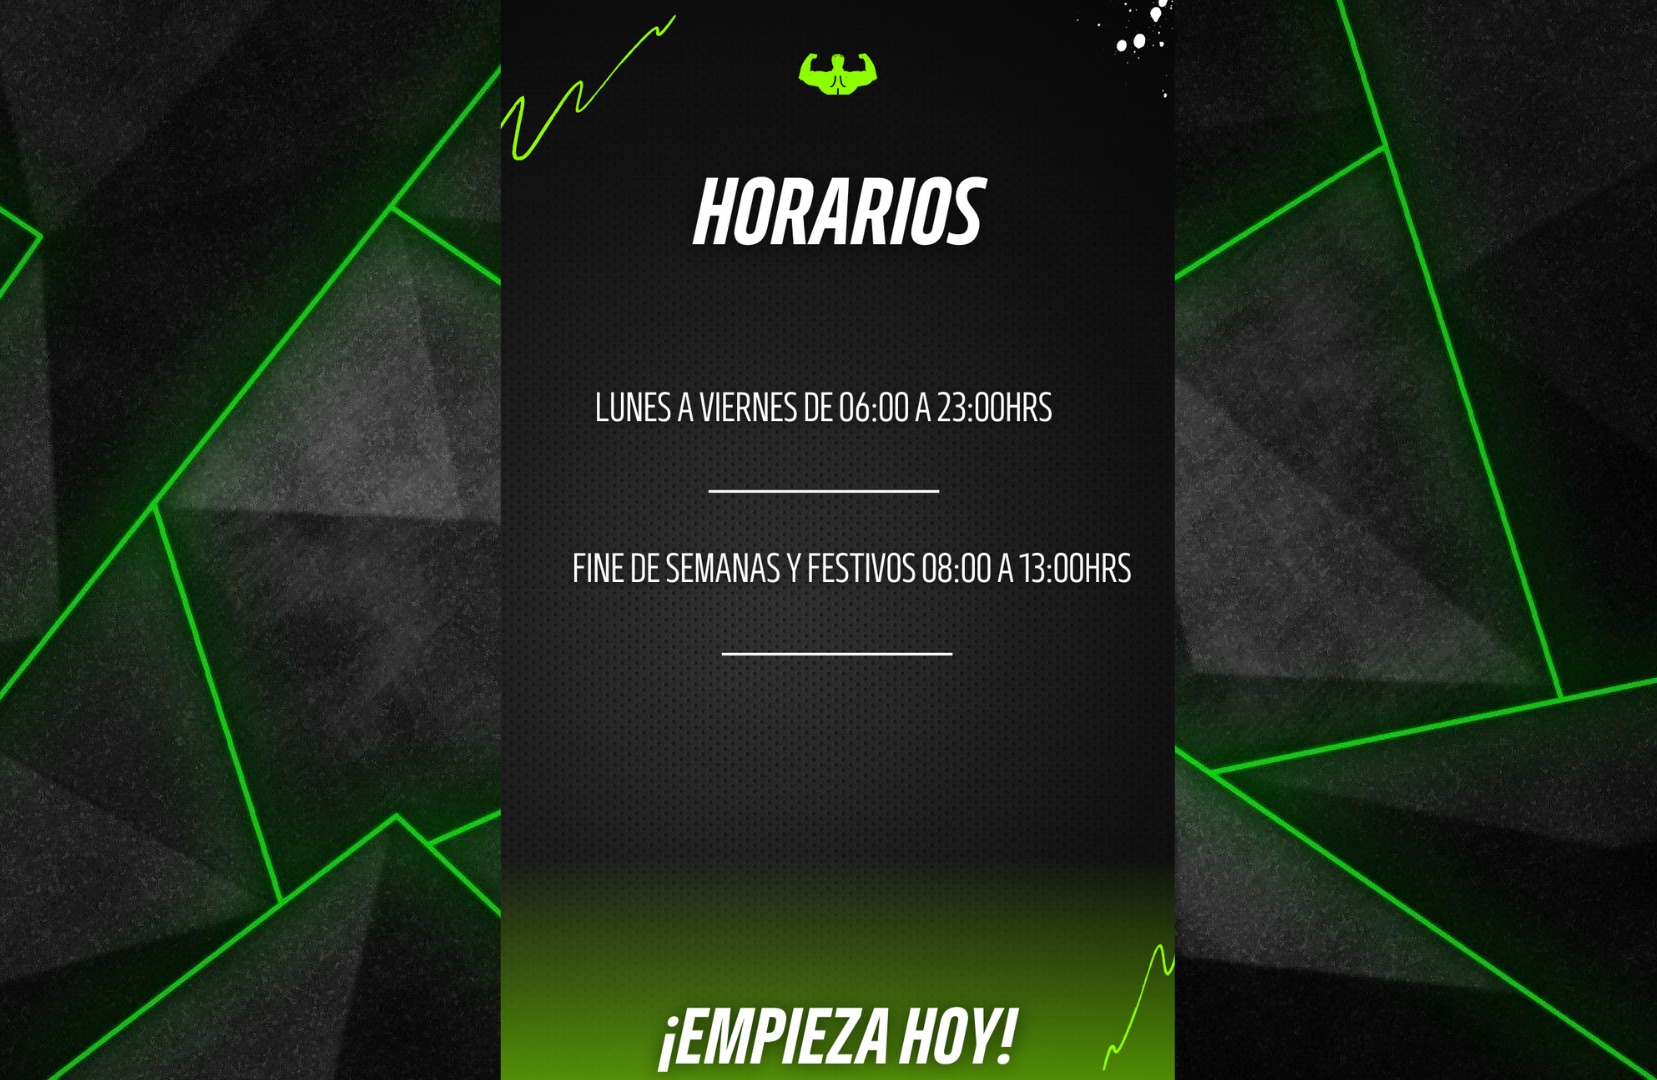 HORARIOS
LUNES A VIERNES DE 06:00 A 23:00HRS
FINE DE SEMANAS Y FESTIVOS 08:00 A 13:00HRS
¡EMPIEZA HOY!